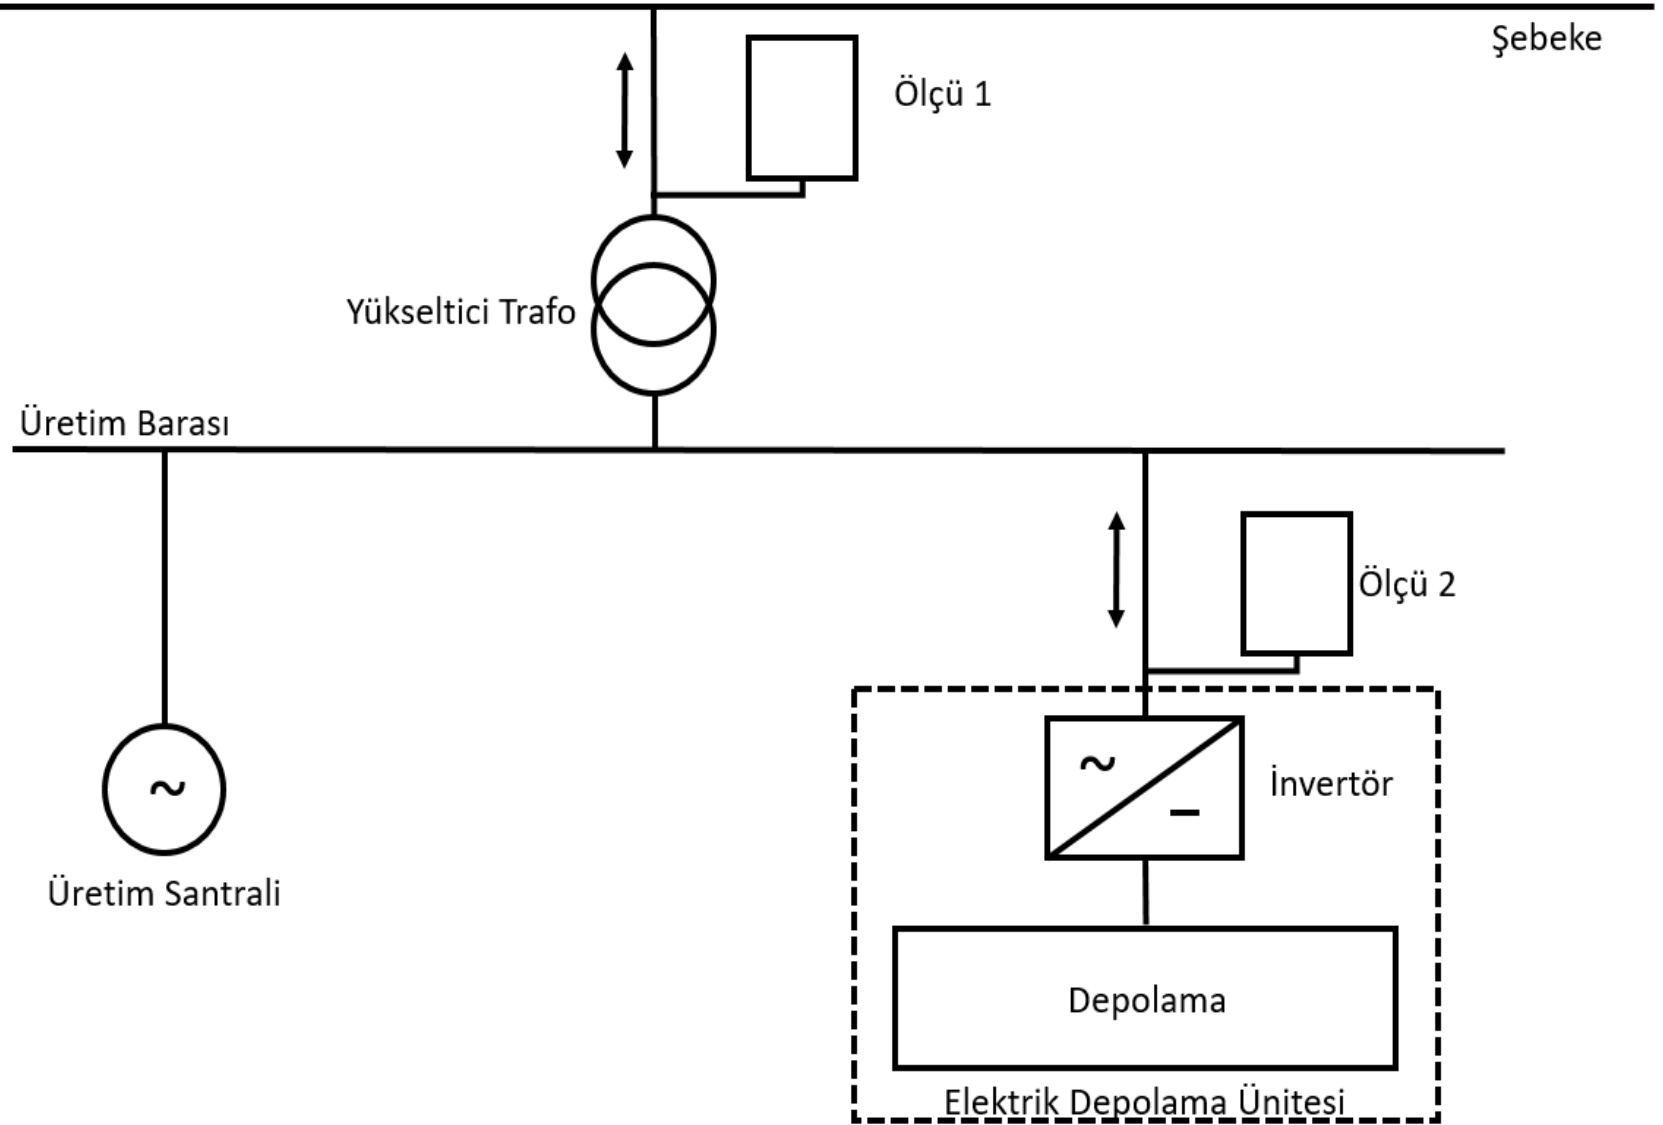 Şebeke
Ölçü 1
Yükseltici Trafo
Üretim Barası
Ölçü 2
~
–
İnvertör
~
Üretim Santrali
Depolama
Elektrik Depolama Ünitesi